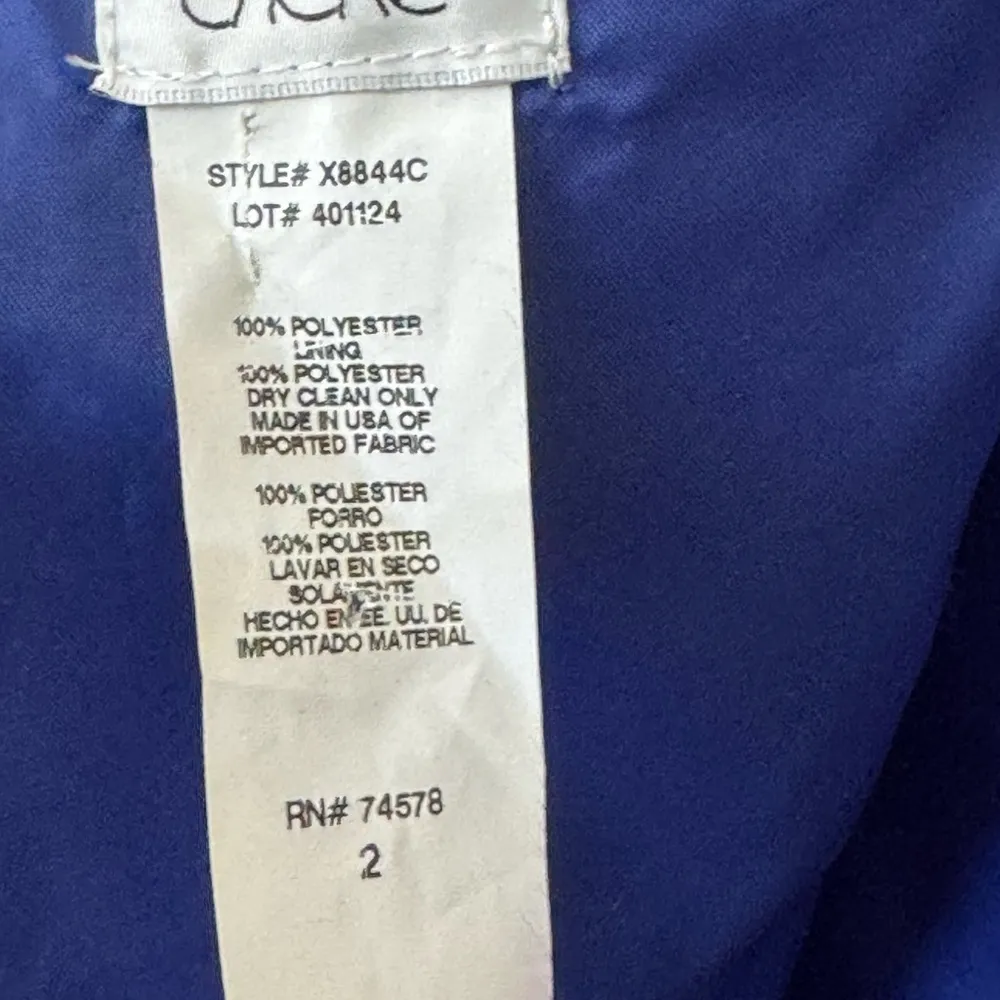 STYLE# X8844C
LOT# 401124
100% POLYESTER
LINING
100% POLYESTER
DRY CLEAN ONLY
MADE IN USA OF
IMPORTED FABRIC
100% POLIESTER
FORRO
100% POLIESTER
LAVAR EN SECO
SOLAMENTE
HECHO EN EE. UU. DE
IMPORTADO MATERIAL
RN# 74578
2